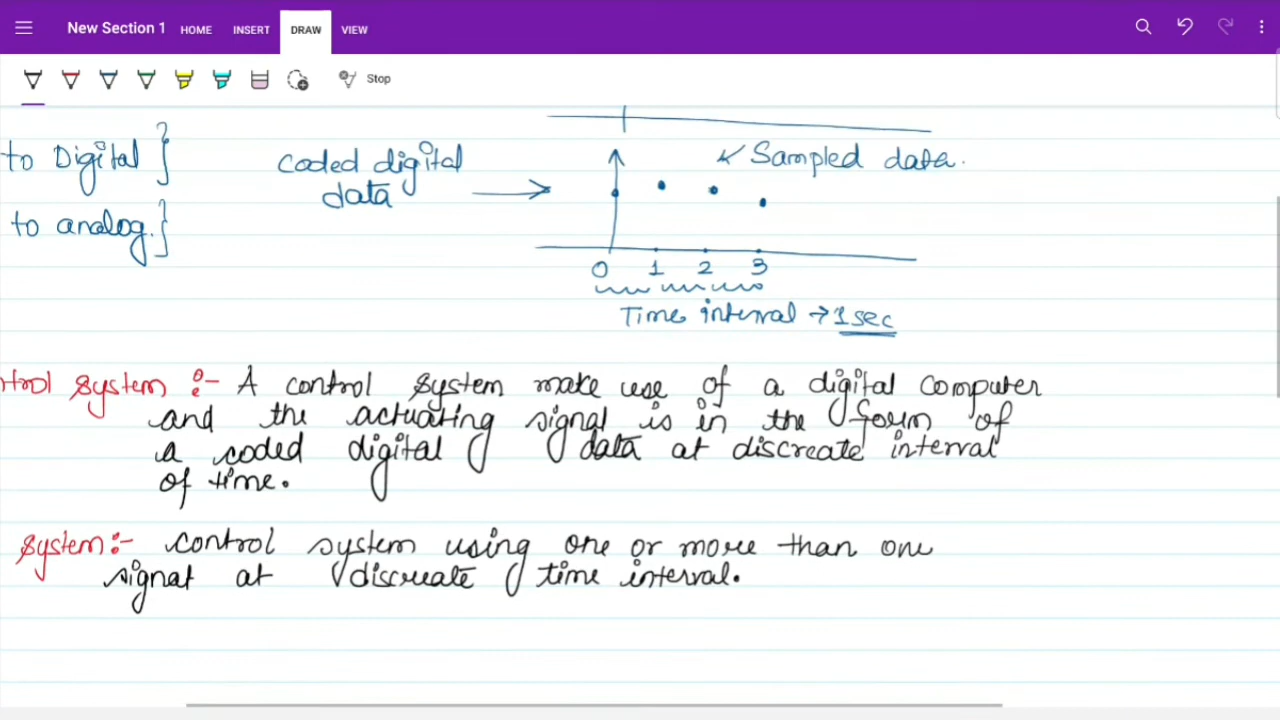 New Section 1 HOME INSERT DRAW VIEW
Stop
to Digital }
to analog. }
coded digital
data
Sampled data.
0 1 2 3
Time interval → 1 sec
ntrol system :- A control system make use of a digital computer
and the actuating signal is in the form of
a coded digital data at discreate interval
of time.
system:- control system using one or more than one
signal at discreate time interval.